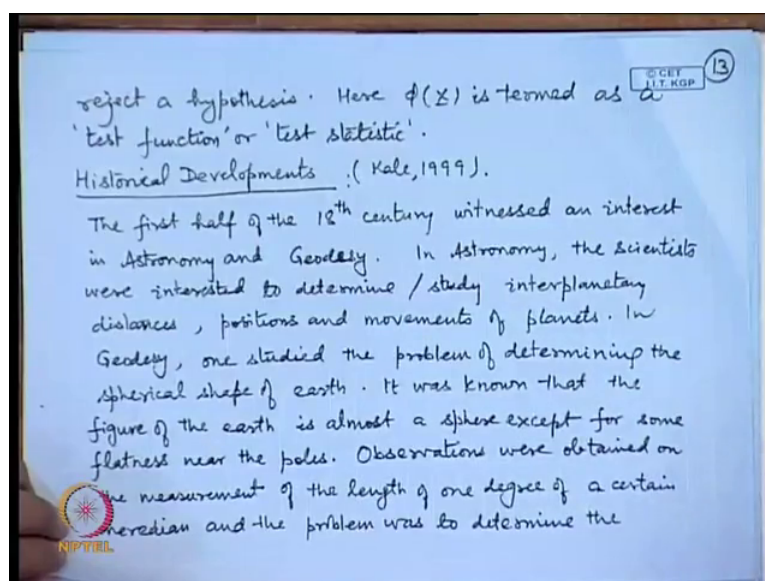 reject a hypothesis. Here ϕ(X) is termed as a
© CET
I.I.T. KGP
13
'test function' or 'test statistic'.
Historical Developments : (Kale, 1999).
The first half of the 18th century witnessed an interest
in Astronomy and Geodesy. In Astronomy, the scientists
were interested to determine / study interplanetary
distances, positions and movements of planets. In
Geodesy, one studied the problem of determining the
spherical shape of earth. It was known that the
figure of the earth is almost a sphere except for some
flatness near the poles. Observations were obtained on
the measurement of the length of one degree of a certain
meredian and the problem was to determine the
NPTEL